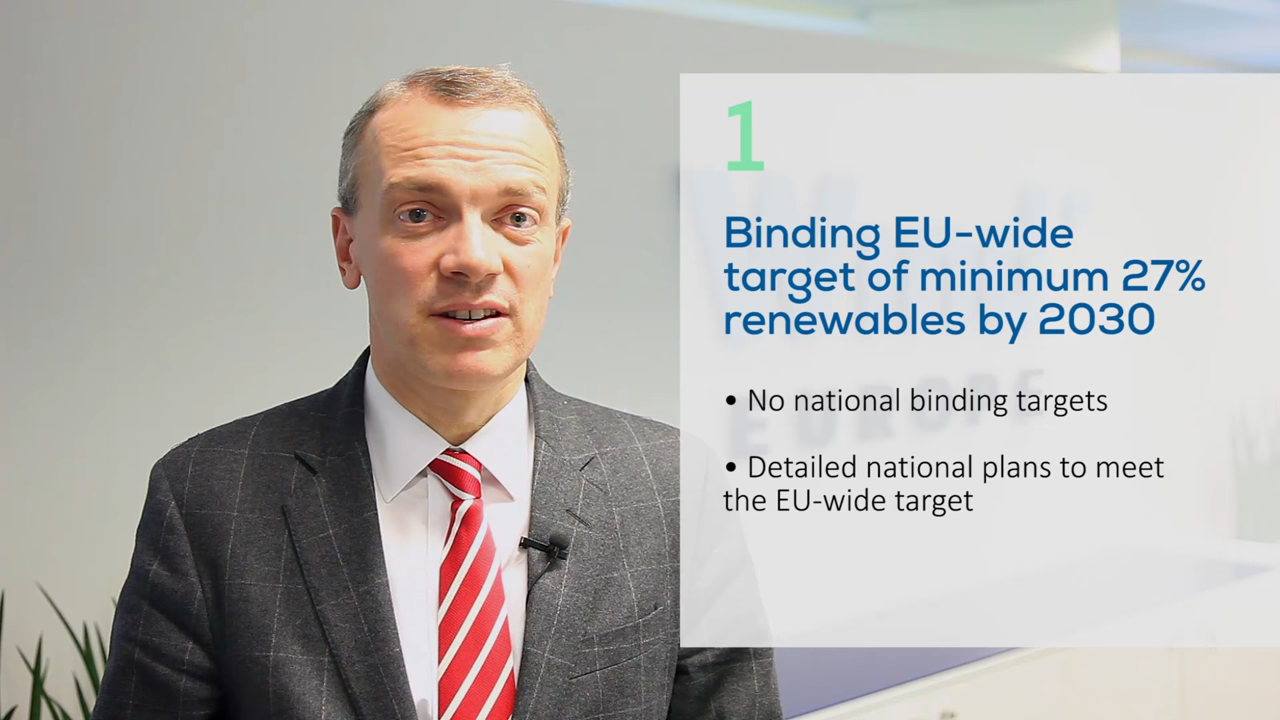 1
Binding EU-wide
target of minimum 27%
renewables by 2030
• No national binding targets
• Detailed national plans to meet
the EU-wide target
EUROPE